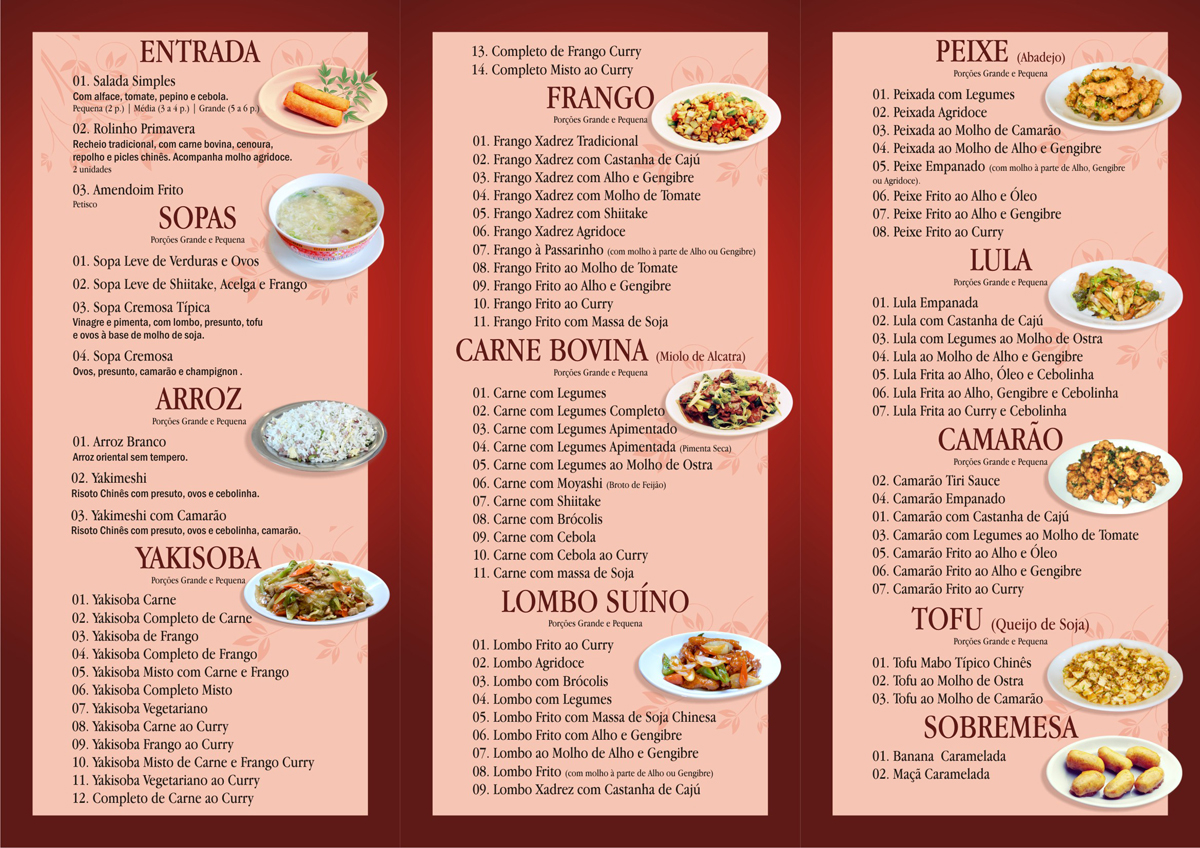 ENTRADA
01. Salada Simples
Com alface, tomate, pepino e cebola.
Pequena (2 p.) | Média (3 a 4 p.) | Grande (5 a 6 p.)
02. Rolinho Primavera
Recheio tradicional, com carne bovina, cenoura,
repolho e picles chinês. Acompanha molho agridoce.
2 unidades
03. Amendoim Frito
Petisco
SOPAS
Porções Grande e Pequena
01. Sopa Leve de Verduras e Ovos
02. Sopa Leve de Shiitake, Acelga e Frango
03. Sopa Cremosa Típica
Vinagre e pimenta, com lombo, presunto, tofu
e ovos à base de molho de soja.
04. Sopa Cremosa
Ovos, presunto, camarão e champignon .
ARROZ
Porções Grande e Pequena
01. Arroz Branco
Arroz oriental sem tempero.
02. Yakimeshi
Risoto Chinês com presuto, ovos e cebolinha.
03. Yakimeshi com Camarão
Risoto Chinês com presuto, ovos e cebolinha, camarão.
YAKISOBA
Porções Grande e Pequena
01. Yakisoba Carne
02. Yakisoba Completo de Carne
03. Yakisoba de Frango
04. Yakisoba Completo de Frango
05. Yakisoba Misto com Carne e Frango
06. Yakisoba Completo Misto
07. Yakisoba Vegetariano
08. Yakisoba Carne ao Curry
09. Yakisoba Frango ao Curry
10. Yakisoba Misto de Carne e Frango Curry
11. Yakisoba Vegetariano ao Curry
12. Completo de Carne ao Curry
13. Completo de Frango Curry
14. Completo Misto ao Curry
FRANGO
Porções Grande e Pequena
01. Frango Xadrez Tradicional
02. Frango Xadrez com Castanha de Cajú
03. Frango Xadrez com Alho e Gengibre
04. Frango Xadrez com Molho de Tomate
05. Frango Xadrez com Shiitake
06. Frango Xadrez Agridoce
07. Frango à Passarinho (com molho à parte de Alho ou Gengibre)
08. Frango Frito ao Molho de Tomate
09. Frango Frito ao Alho e Gengibre
10. Frango Frito ao Curry
11. Frango Frito com Massa de Soja
CARNE BOVINA (Miolo de Alcatra)
Porções Grande e Pequena
01. Carne com Legumes
02. Carne com Legumes Completo
03. Carne com Legumes Apimentado
04. Carne com Legumes Apimentada (Pimenta Seca)
05. Carne com Legumes ao Molho de Ostra
06. Carne com Moyashi (Broto de Feijão)
07. Carne com Shiitake
08. Carne com Brócolis
09. Carne com Cebola
10. Carne com Cebola ao Curry
11. Carne com massa de Soja
LOMBO SUÍNO
Porções Grande e Pequena
01. Lombo Frito ao Curry
02. Lombo Agridoce
03. Lombo com Brócolis
04. Lombo com Legumes
05. Lombo Frito com Massa de Soja Chinesa
06. Lombo Frito com Alho e Gengibre
07. Lombo ao Molho de Alho e Gengibre
08. Lombo Frito (com molho à parte de Alho ou Gengibre)
09. Lombo Xadrez com Castanha de Cajú
PEIXE (Abadejo)
Porções Grande e Pequena
01. Peixada com Legumes
02. Peixada Agridoce
03. Peixada ao Molho de Camarão
04. Peixada ao Molho de Alho e Gengibre
05. Peixe Empanado (com molho à parte de Alho, Gengibre
ou Agridoce).
06. Peixe Frito ao Alho e Óleo
07. Peixe Frito ao Alho e Gengibre
08. Peixe Frito ao Curry
LULA
Porções Grande e Pequena
01. Lula Empanada
02. Lula com Castanha de Cajú
03. Lula com Legumes ao Molho de Ostra
04. Lula ao Molho de Alho e Gengibre
05. Lula Frita ao Alho, Óleo e Cebolinha
06. Lula Frita ao Alho, Gengibre e Cebolinha
07. Lula Frita ao Curry e Cebolinha
CAMARÃO
Porções Grande e Pequena
02. Camarão Tiri Sauce
04. Camarão Empanado
01. Camarão com Castanha de Cajú
03. Camarão com Legumes ao Molho de Tomate
05. Camarão Frito ao Alho e Óleo
06. Camarão Frito ao Alho e Gengibre
07. Camarão Frito ao Curry
TOFU (Queijo de Soja)
Porções Grande e Pequena
01. Tofu Mabo Típico Chinês
02. Tofu ao Molho de Ostra
03. Tofu ao Molho de Camarão
SOBREMESA
01. Banana Caramelada
02. Maçã Caramelada